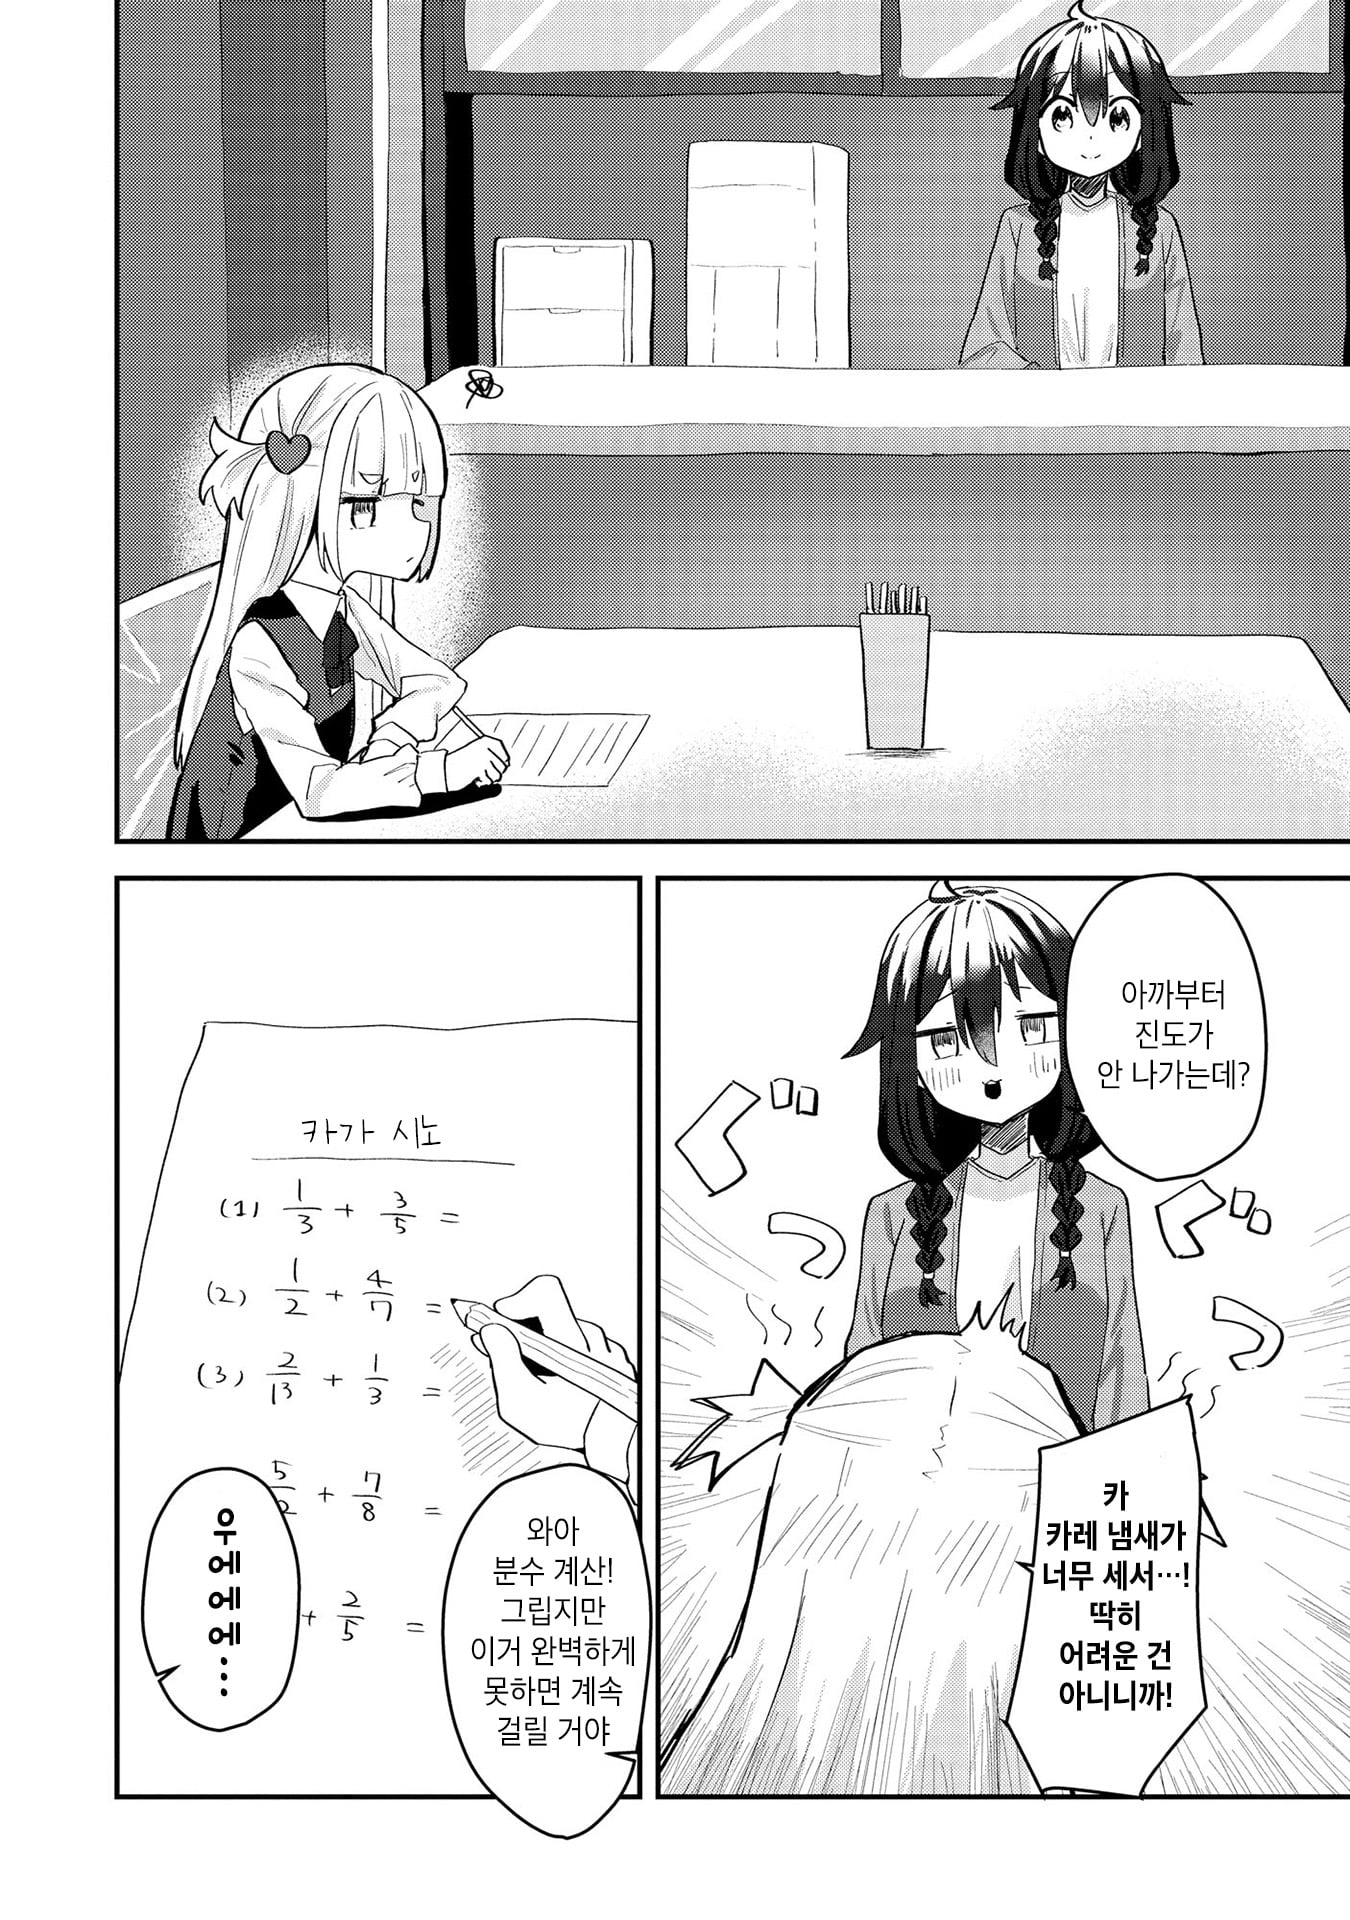 아까부터
진도가
안 나가는데?
카
카레 냄새가
너무 세서…!
딱히
어려운 건
아니니까!
카가 시노
(1) 1/3 + 3/5 =
(2) 1/2 + 4/7 =
(3) 2/13 + 1/3 =
5/2 + 7/8 =
+ 2/5 =
와아
분수 계산!
그립지만
이거 완벽하게
못하면 계속
걸릴 거야
우에에에…